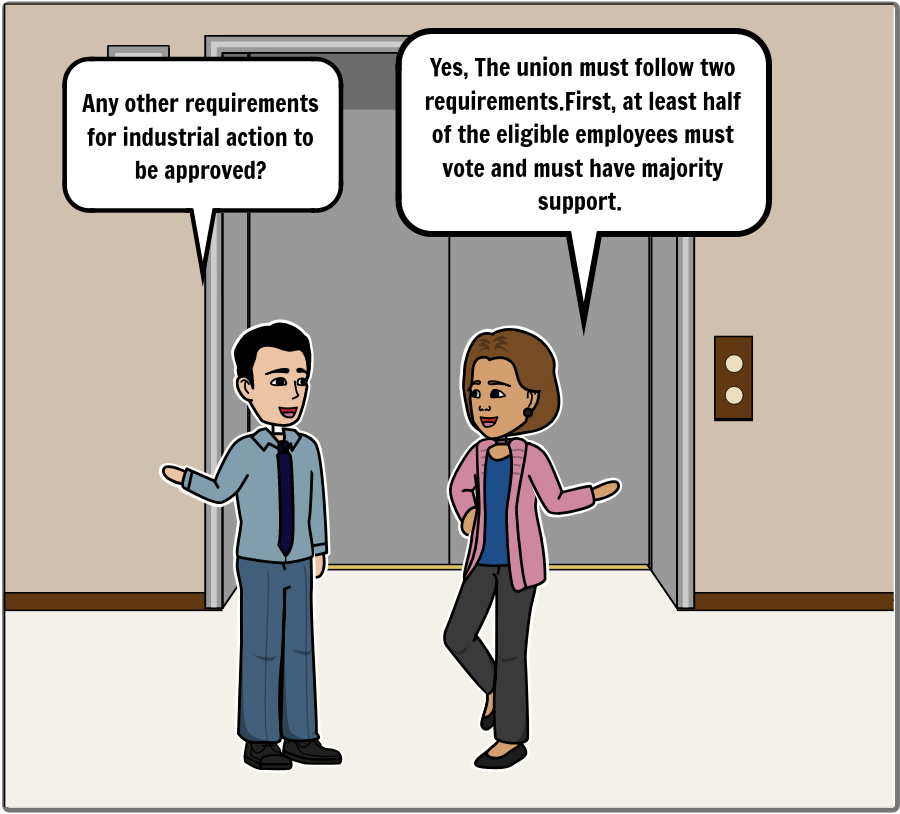 Any other requirements
for industrial action to
be approved?
Yes, The union must follow two
requirements.First, at least half
of the eligible employees must
vote and must have majority
support.